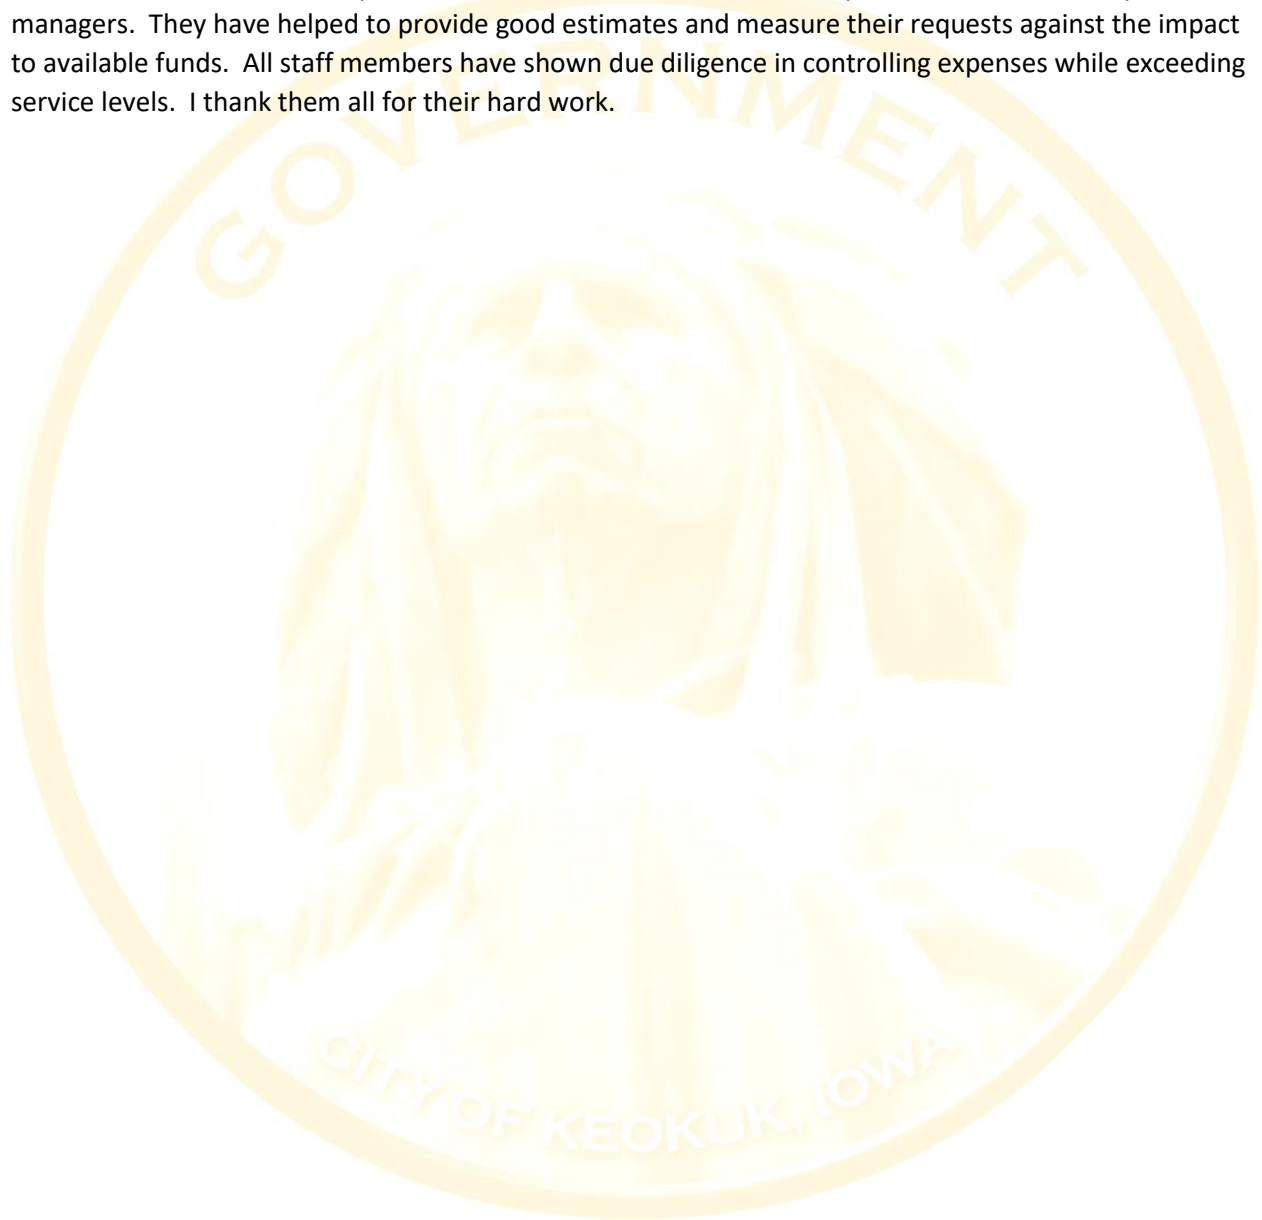 managers.  They have helped to provide good estimates and measure their requests against the impact
to available funds.  All staff members have shown due diligence in controlling expenses while exceeding
service levels.  I thank them all for their hard work.
GOVERNMENT
CITY OF KEOKUK, IOWA